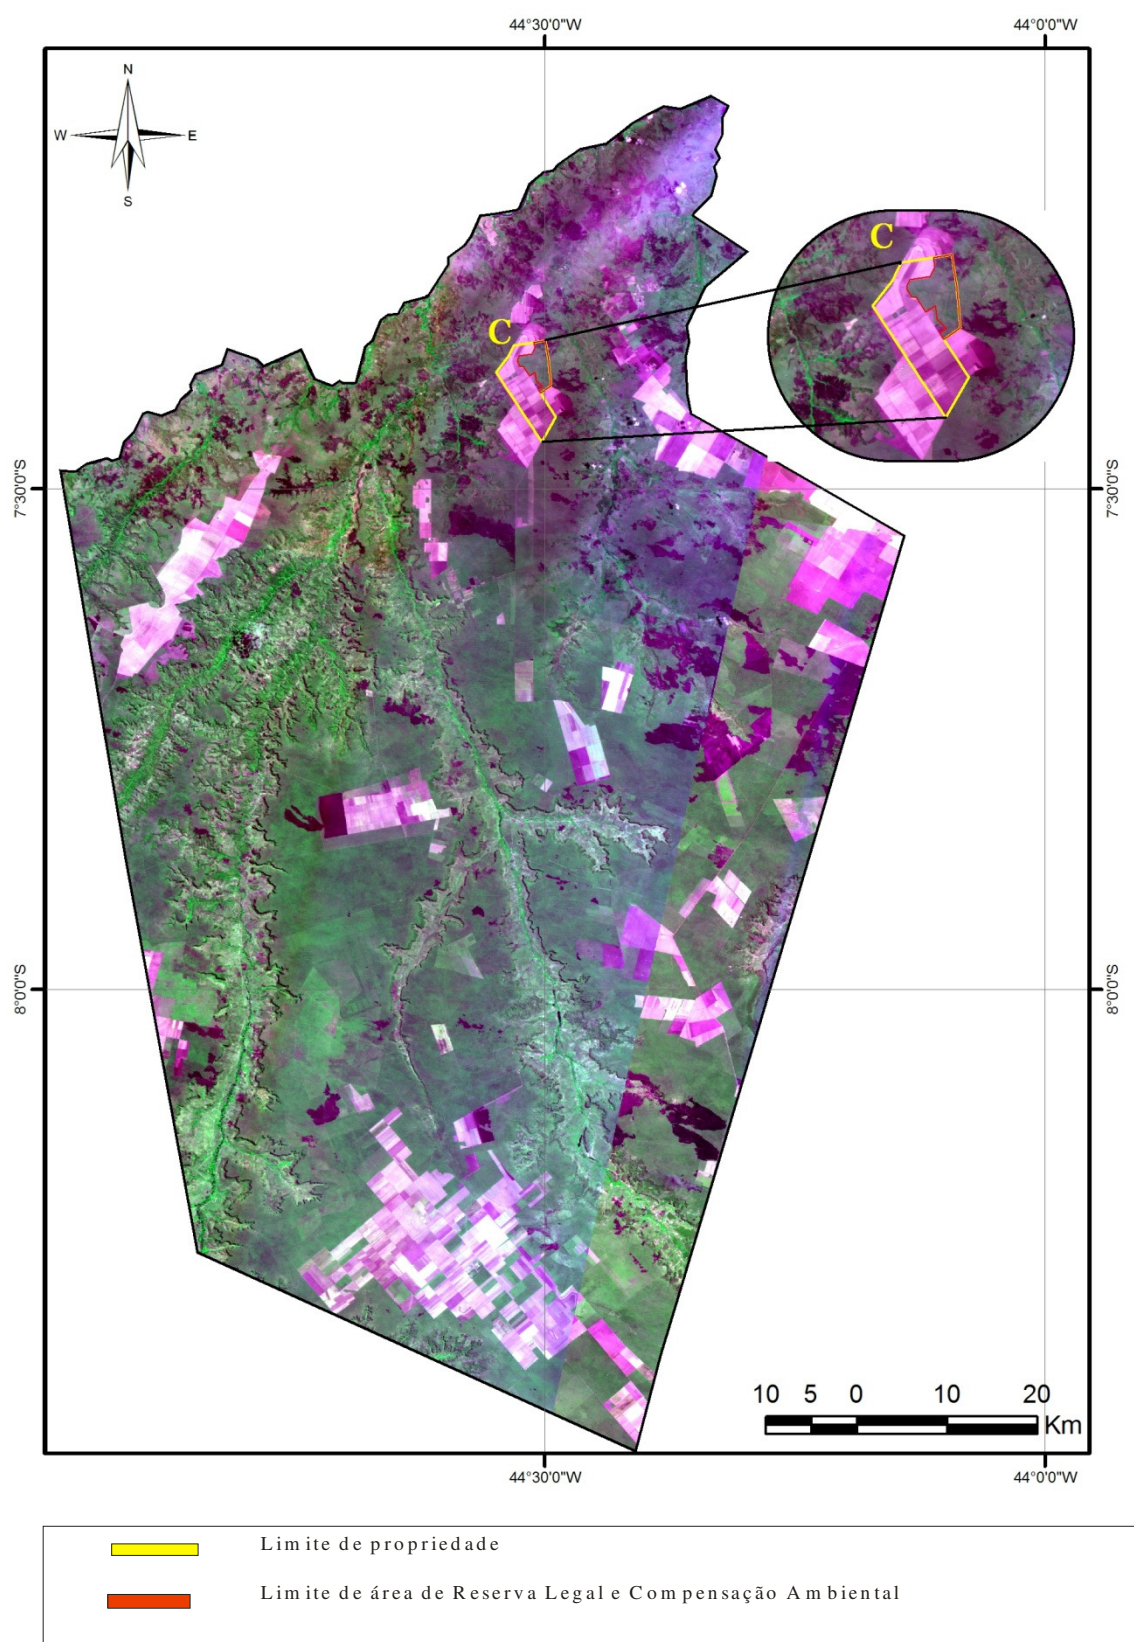 44°30'0"W 44°0'0"W
N
W E
S
C
C
7°30'0"S 7°30'0"S
8°0'0"S 8°0'0"S
10 5 0 10 20
Km
44°30'0"W 44°0'0"W
Limite de propriedade
Limite de área de Reserva Legal e Compensação Ambiental